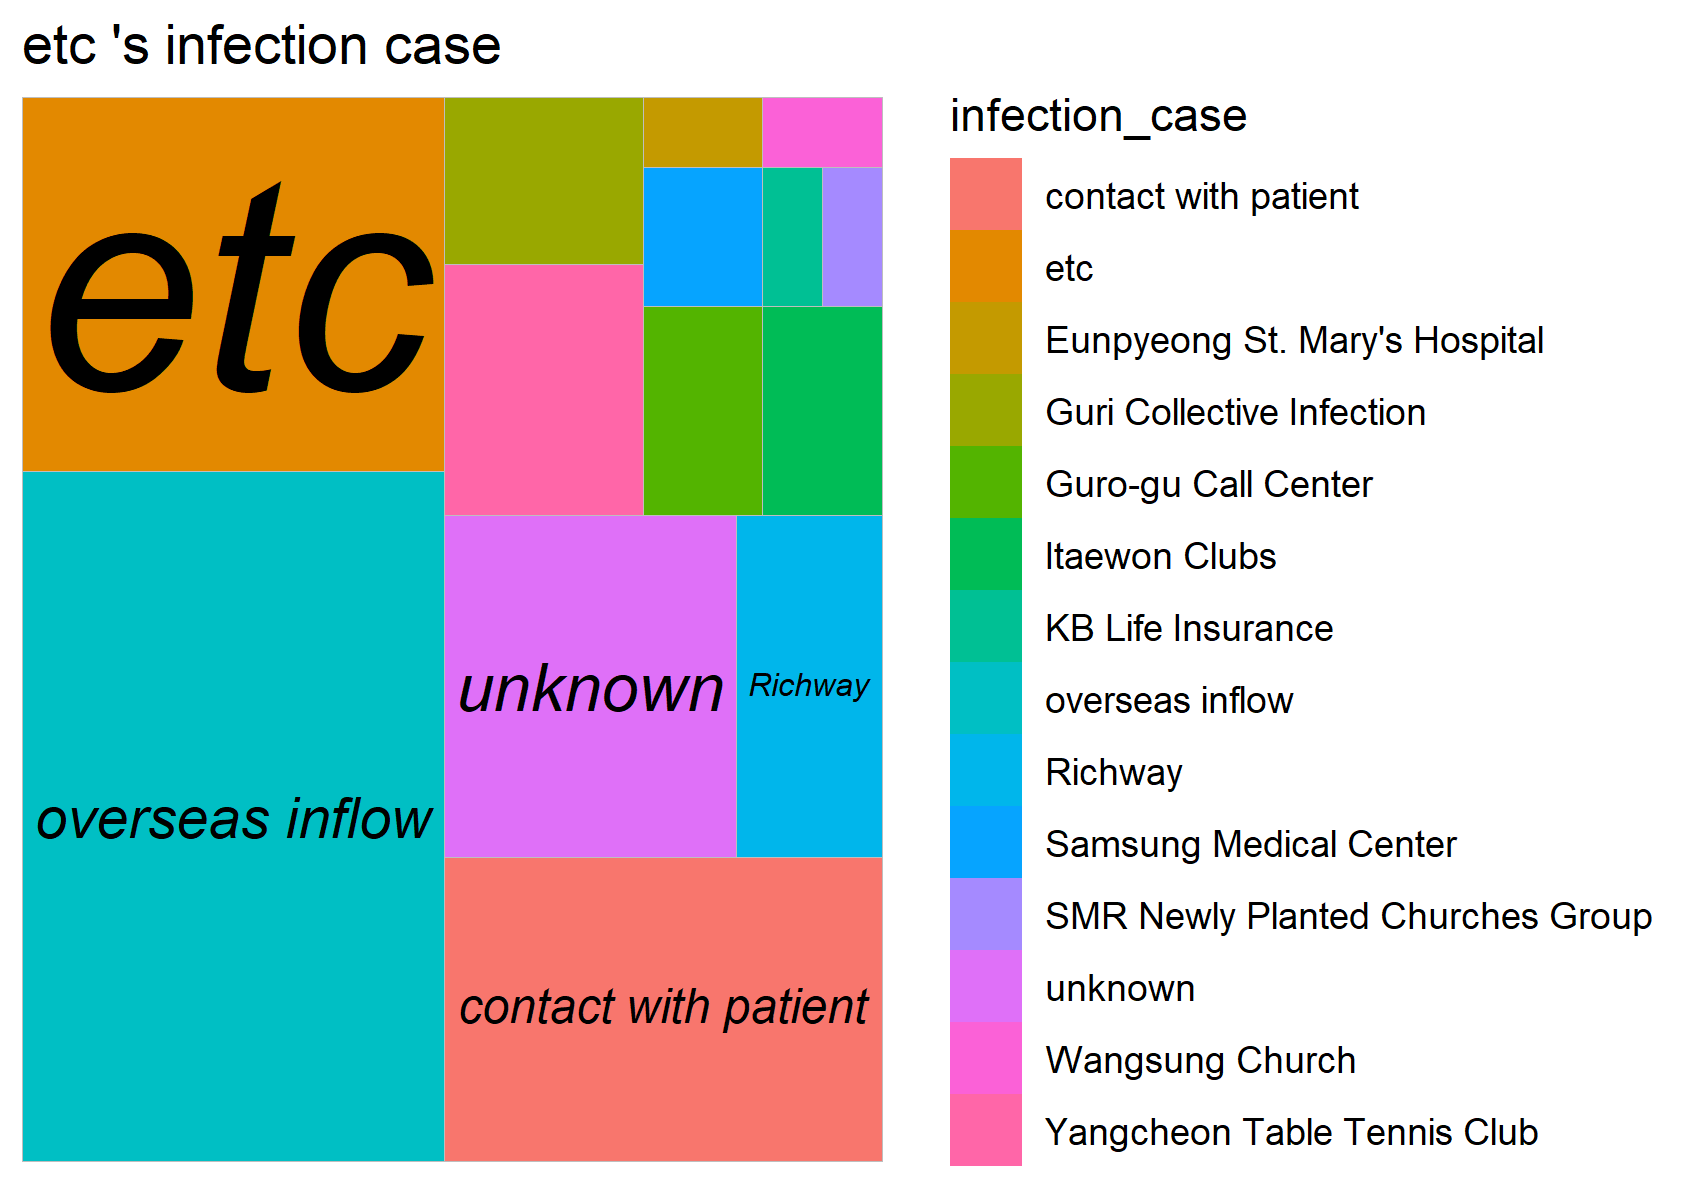 etc 's infection case
etc
overseas inflow
unknown
Richway
contact with patient
infection_case
contact with patient
etc
Eunpyeong St. Mary's Hospital
Guri Collective Infection
Guro-gu Call Center
Itaewon Clubs
KB Life Insurance
overseas inflow
Richway
Samsung Medical Center
SMR Newly Planted Churches Group
unknown
Wangsung Church
Yangcheon Table Tennis Club